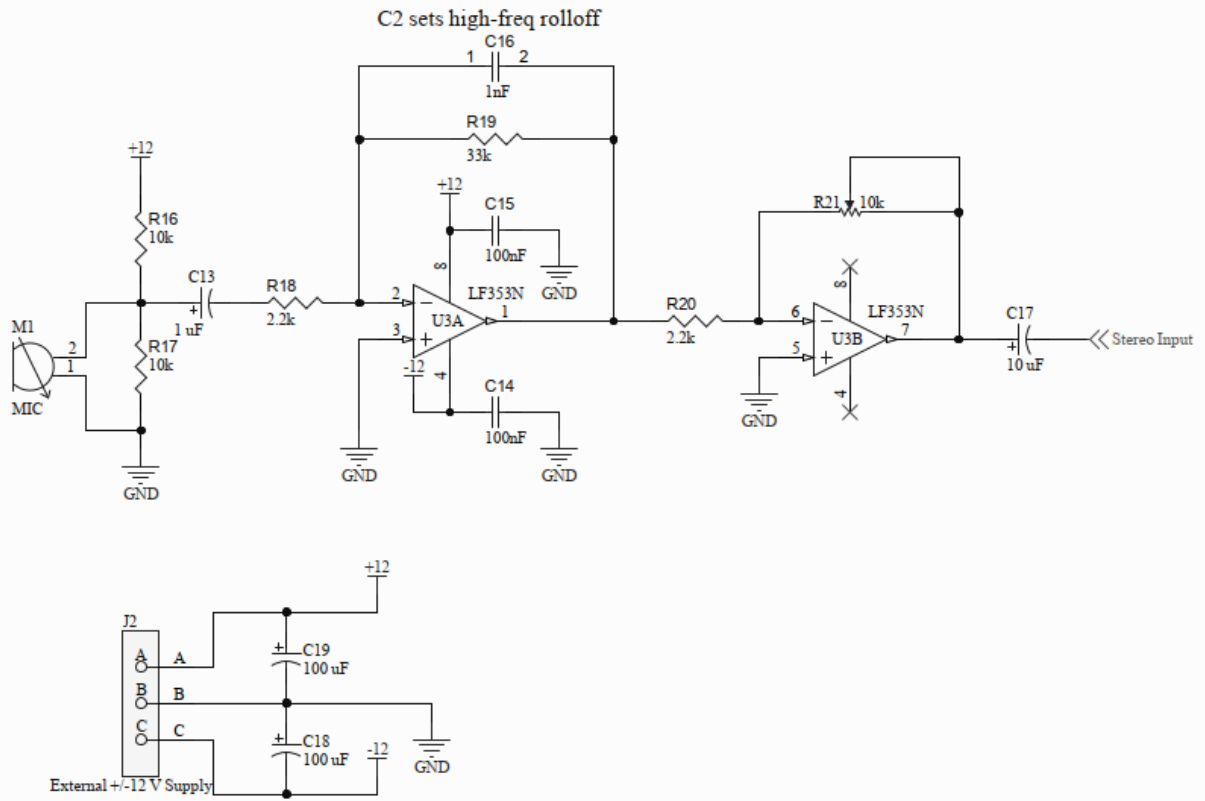 C2 sets high-freq rolloff
C16
1 2
1nF
R19
33k
+12
R16
10k
+12
C15
100nF
8
GND
C13
+
1 uF
R18
2.2k
2
3
−
+
LF353N
U3A
1
-12
4
C14
100nF
GND
GND
M1
2
1
MIC
R17
10k
GND
R20
2.2k
R21 10k
8
6
5
−
+
LF353N
U3B
7
4
GND
C17
+
10 uF
Stereo Input
+12
J2
A A
B B
C C
+
C19
100 uF
+
C18
100 uF
-12
GND
External +/-12 V Supply